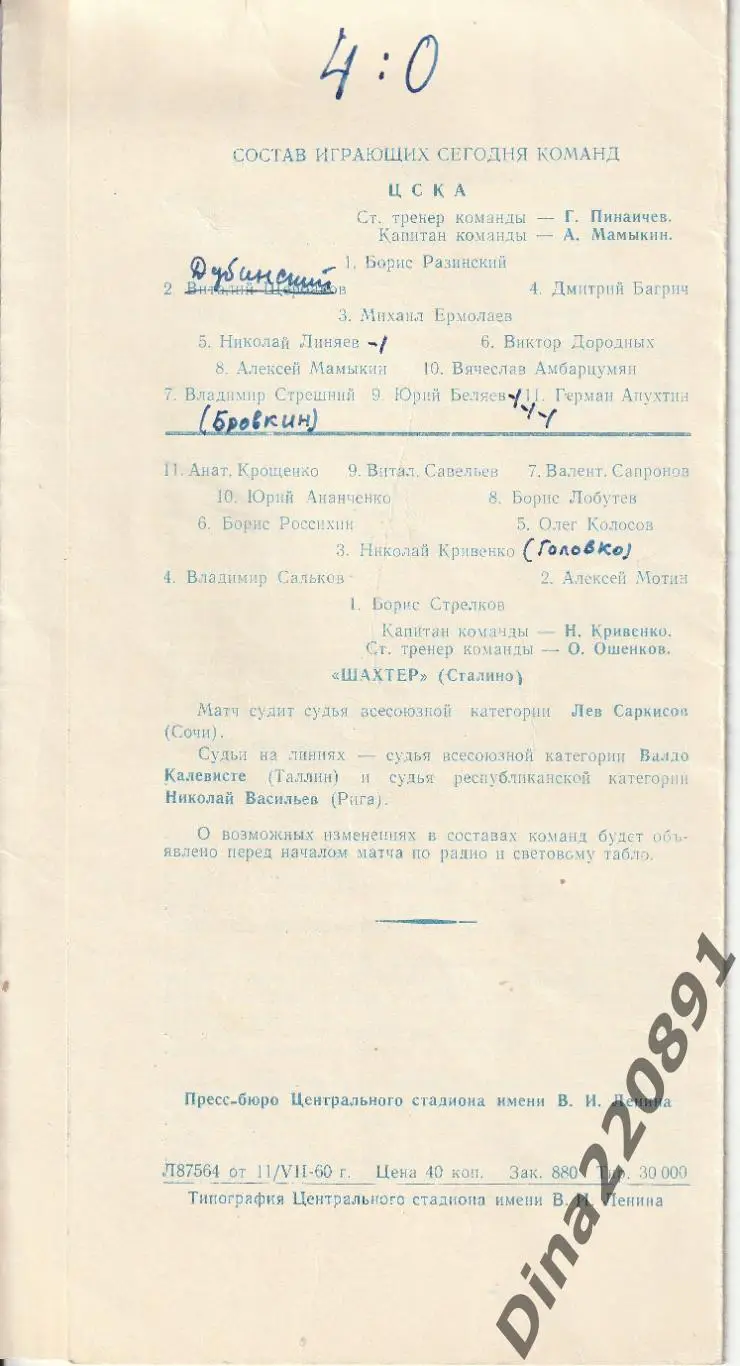 4:0
СОСТАВ ИГРАЮЩИХ СЕГОДНЯ КОМАНД
ЦСКА
Ст. тренер команды — Г. Пинаичев.
Капитан команды — А. Мамыкин.
1. Борис Разинский
Дубинский
2 Виталий 4. Дмитрий Багрич
3. Михаил Ермолаев
5. Николай Линяев -1 6. Виктор Дородных
8. Алексей Мамыкин 10. Вячеслав Амбарцумян
7. Владимир Стрешний 9. Юрий Беляев -1-1-1 11. Герман Апухтин
(Бровкин)
11. Анат. Крощенко 9. Витал. Савельев 7. Валент. Сапронов
10. Юрий Ананченко 8. Борис Лобутев
6. Борис Россихин 5. Олег Колосов
3. Николай Кривенко (Головко)
4. Владимир Сальков 2. Алексей Мотин
1. Борис Стрелков
Капитан команды — Н. Кривенко.
Ст. тренер команды — О. Ошенков.
«ШАХТЕР» (Сталино)
Матч судит судья всесоюзной категории Лев Саркисов
(Сочи).
Судьи на линиях — судья всесоюзной категории Валдо
Калевисте (Таллин) и судья республиканской категории
Николай Васильев (Рига).
О возможных изменениях в составах команд будет объ-
явлено перед началом матча по радио и световому табло.
Пресс-бюро Центрального стадиона имени В. И. Ленина
Л87564 от 11/VII-60 г. Цена 40 коп. Зак. 880 Тир. 30 000
Типография Центрального стадиона имени В. И. Ленина
Dina220891